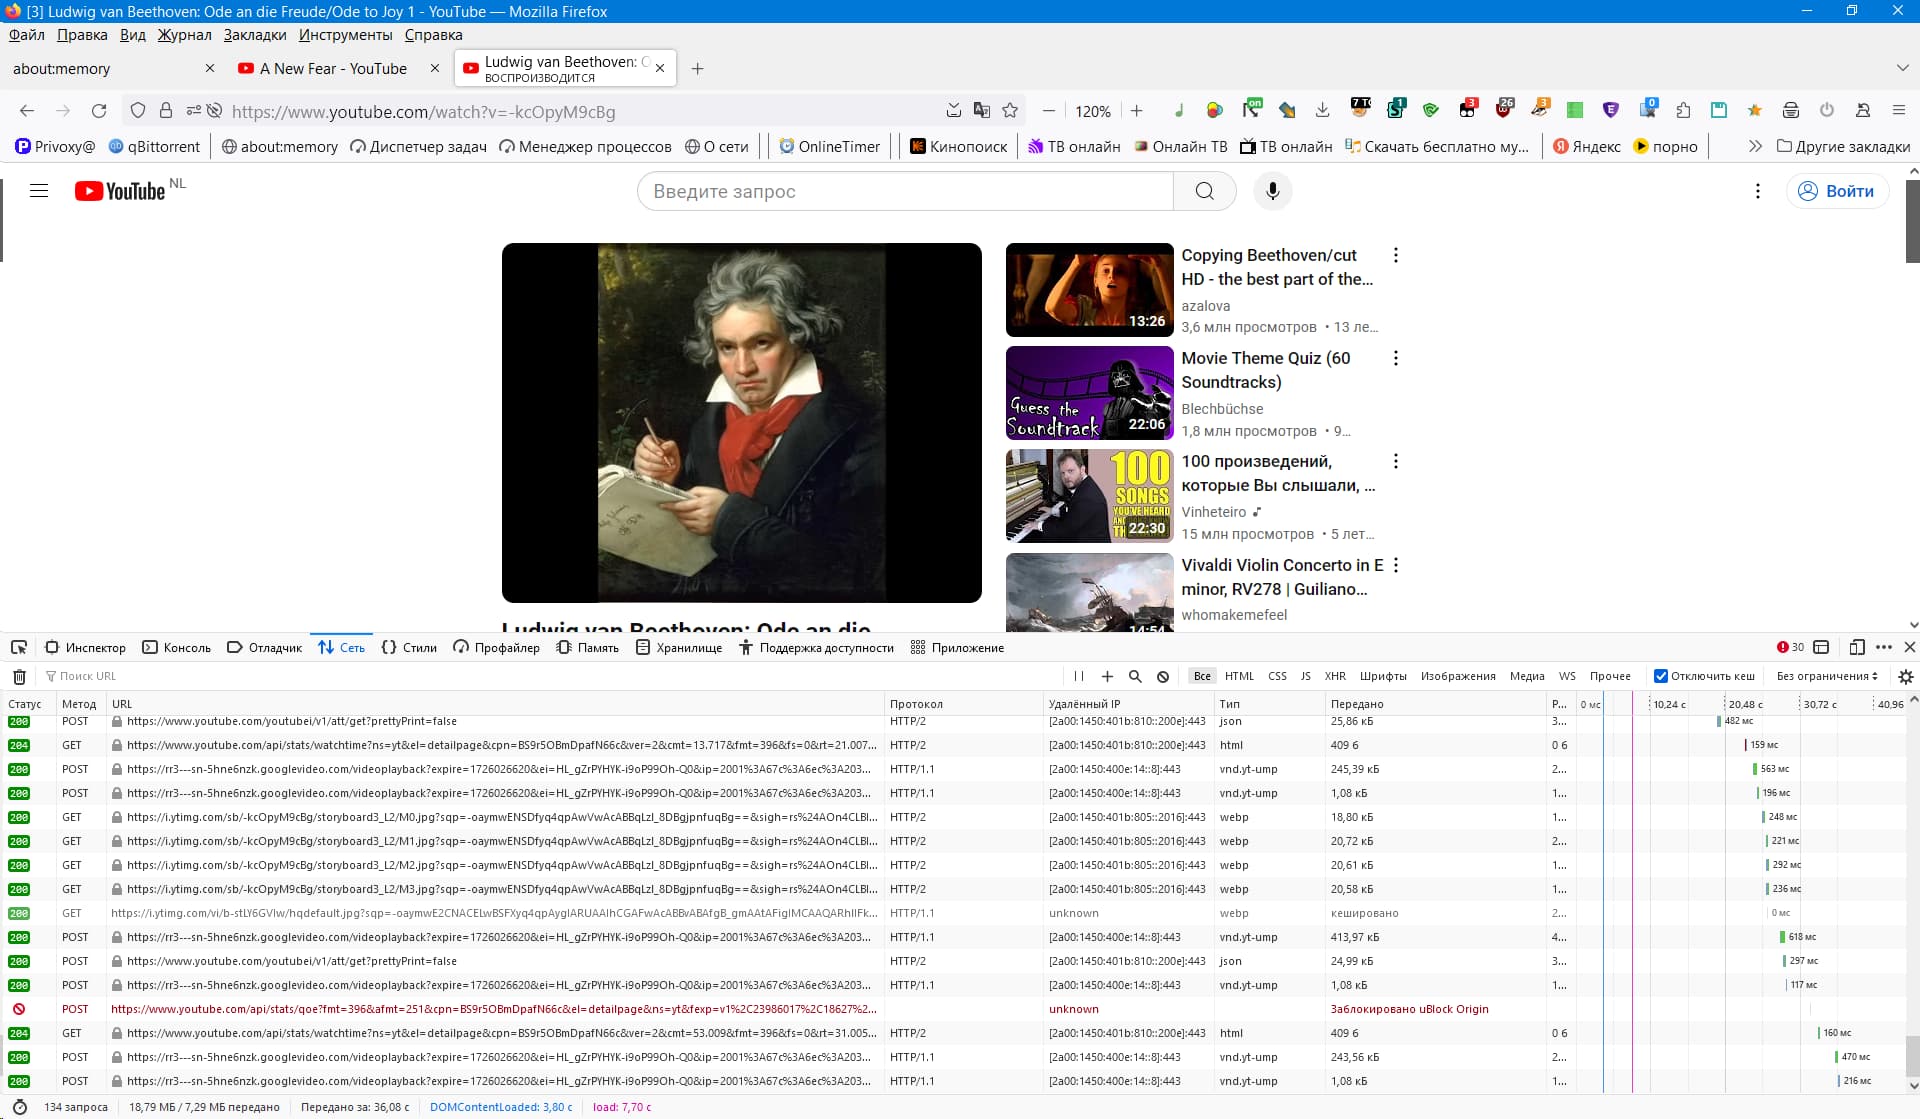 [3] Ludwig van Beethoven: Ode an die Freude/Ode to Joy 1 - YouTube — Mozilla Firefox
Файл Правка Вид Журнал Закладки Инструменты Справка
about:memory
A New Fear - YouTube
Ludwig van Beethoven: O
ВОСПРОИЗВОДИТСЯ
https://www.youtube.com/watch?v=-kcOpyM9cBg
120%
on 1 3 26 3 0
Privoxy@ qBittorrent about:memory Диспетчер задач Менеджер процессов О сети OnlineTimer Кинопоиск ТВ онлайн Онлайн ТВ ТВ онлайн Скачать бесплатно му... Яндекс порно Другие закладки
YouTube NL
Введите запрос
Войти
Copying Beethoven/cut
HD - the best part of the...
azalova
3,6 млн просмотров • 13 ле...
13:26
Movie Theme Quiz (60
Soundtracks)
Blechbüchse
1,8 млн просмотров • 9...
Guess the
Soundtrack
22:06
100 произведений,
которые Вы слышали, ...
Vinheteiro
15 млн просмотров • 5 лет...
100
SONGS
YOU'VE HEARD
22:30
Vivaldi Violin Concerto in E
minor, RV278 | Guiliano...
whomakemefeel
14:54
Ludwig van Beethoven: Ode an die
Инспектор Консоль Отладчик Сеть Стили Профайлер Память Хранилище Поддержка доступности Приложение 30
Поиск URL
Все HTML CSS JS XHR Шрифты Изображения Медиа WS Прочее Отключить кеш Без ограничения
Статус Метод URL Протокол Удалённый IP Тип Передано Р... 0 мс 10,24 с 20,48 с 30,72 с 40,96
200 POST https://www.youtube.com/youtubei/v1/att/get?prettyPrint=false HTTP/2 [2a00:1450:401b:810::200e]:443 json 25,86 кБ 3... 482 мс
204 GET https://www.youtube.com/api/stats/watchtime?ns=yt&el=detailpage&cpn=BS9r5OBmDpafN66c&ver=2&cmt=13.717&fmt=396&fs=0&rt=21.007... HTTP/2 [2a00:1450:401b:810::200e]:443 html 409 б 0 б 159 мс
200 POST https://rr3---sn-5hne6nzk.googlevideo.com/videoplayback?expire=1726026620&ei=HL_gZrPYHYK-i9oP99Oh-Q0&ip=2001%3A67c%3A6ec%3A203... HTTP/1.1 [2a00:1450:400e:14::8]:443 vnd.yt-ump 245,39 кБ 2... 563 мс
200 POST https://rr3---sn-5hne6nzk.googlevideo.com/videoplayback?expire=1726026620&ei=HL_gZrPYHYK-i9oP99Oh-Q0&ip=2001%3A67c%3A6ec%3A203... HTTP/1.1 [2a00:1450:400e:14::8]:443 vnd.yt-ump 1,08 кБ 1... 196 мс
200 GET https://i.ytimg.com/sb/-kcOpyM9cBg/storyboard3_L2/M0.jpg?sqp=-oaymwENSDfyq4qpAwVwAcABBqLzl_8DBgjpnfuqBg==&sigh=rs%24AOn4CLBl... HTTP/2 [2a00:1450:401b:805::2016]:443 webp 18,80 кБ 1... 248 мс
200 GET https://i.ytimg.com/sb/-kcOpyM9cBg/storyboard3_L2/M1.jpg?sqp=-oaymwENSDfyq4qpAwVwAcABBqLzl_8DBgjpnfuqBg==&sigh=rs%24AOn4CLBl... HTTP/2 [2a00:1450:401b:805::2016]:443 webp 20,72 кБ 2... 221 мс
200 GET https://i.ytimg.com/sb/-kcOpyM9cBg/storyboard3_L2/M2.jpg?sqp=-oaymwENSDfyq4qpAwVwAcABBqLzl_8DBgjpnfuqBg==&sigh=rs%24AOn4CLBl... HTTP/2 [2a00:1450:401b:805::2016]:443 webp 20,61 кБ 1... 292 мс
200 GET https://i.ytimg.com/sb/-kcOpyM9cBg/storyboard3_L2/M3.jpg?sqp=-oaymwENSDfyq4qpAwVwAcABBqLzl_8DBgjpnfuqBg==&sigh=rs%24AOn4CLBl... HTTP/2 [2a00:1450:401b:805::2016]:443 webp 20,58 кБ 1... 236 мс
200 GET https://i.ytimg.com/vi/b-stLY6GVlw/hqdefault.jpg?sqp=-oaymwE2CNACELwBSFXyq4qpAygIARUAAIhCGAFwAcABBvABAfgB_gmAAtAFigIMCAAQARhlIFk... HTTP/1.1 unknown webp кешировано 2... 0 мс
200 POST https://rr3---sn-5hne6nzk.googlevideo.com/videoplayback?expire=1726026620&ei=HL_gZrPYHYK-i9oP99Oh-Q0&ip=2001%3A67c%3A6ec%3A203... HTTP/1.1 [2a00:1450:400e:14::8]:443 vnd.yt-ump 413,97 кБ 4... 618 мс
200 POST https://www.youtube.com/youtubei/v1/att/get?prettyPrint=false HTTP/2 [2a00:1450:401b:810::200e]:443 json 24,99 кБ 3... 297 мс
200 POST https://rr3---sn-5hne6nzk.googlevideo.com/videoplayback?expire=1726026620&ei=HL_gZrPYHYK-i9oP99Oh-Q0&ip=2001%3A67c%3A6ec%3A203... HTTP/1.1 [2a00:1450:400e:14::8]:443 vnd.yt-ump 1,08 кБ 1... 117 мс
POST https://www.youtube.com/api/stats/qoe?fmt=396&afmt=251&cpn=BS9r5OBmDpafN66c&el=detailpage&ns=yt&fexp=v1%2C23986017%2C18627%2... unknown Заблокировано uBlock Origin
204 GET https://www.youtube.com/api/stats/watchtime?ns=yt&el=detailpage&cpn=BS9r5OBmDpafN66c&ver=2&cmt=53.009&fmt=396&fs=0&rt=31.005... HTTP/2 [2a00:1450:401b:810::200e]:443 html 409 б 0 б 160 мс
200 POST https://rr3---sn-5hne6nzk.googlevideo.com/videoplayback?expire=1726026620&ei=HL_gZrPYHYK-i9oP99Oh-Q0&ip=2001%3A67c%3A6ec%3A203... HTTP/1.1 [2a00:1450:400e:14::8]:443 vnd.yt-ump 243,56 кБ 2... 470 мс
200 POST https://rr3---sn-5hne6nzk.googlevideo.com/videoplayback?expire=1726026620&ei=HL_gZrPYHYK-i9oP99Oh-Q0&ip=2001%3A67c%3A6ec%3A203... HTTP/1.1 [2a00:1450:400e:14::8]:443 vnd.yt-ump 1,08 кБ 1... 216 мс
134 запроса 18,79 МБ / 7,29 МБ передано Передано за: 36,08 с DOMContentLoaded: 3,80 с load: 7,70 с